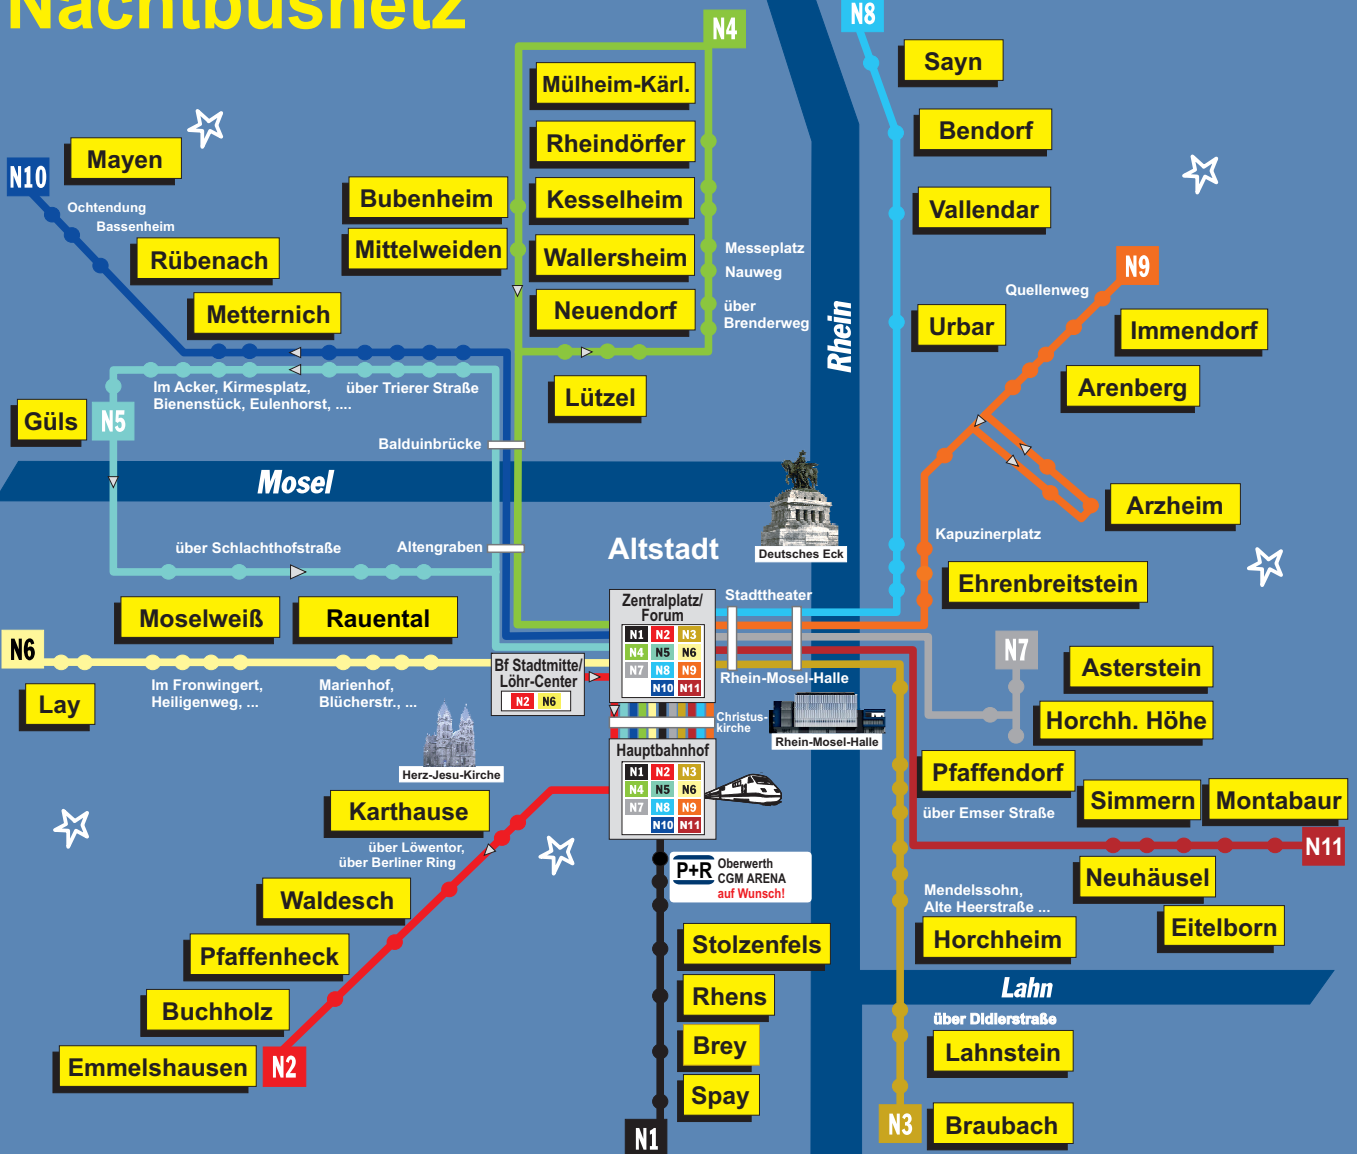 Nachtbusnetz
N4
N8
Sayn
Mülheim-Kärl.
Bendorf
Rheindörfer
Mayen
N10
Ochtendung
Bassenheim
Bubenheim
Kesselheim
Vallendar
Mittelweiden
Wallersheim
Messeplatz
Nauweg
Rübenach
N9
Quellenweg
Metternich
Neuendorf
über
Brenderweg
Rhein
Urbar
Immendorf
Im Acker, Kirmesplatz,
Bienenstück, Eulenhorst, ....
über Trierer Straße
Lützel
Arenberg
Güls
N5
Balduinbrücke
Mosel
Arzheim
Deutsches Eck
Kapuzinerplatz
über Schlachthofstraße
Altengraben
Altstadt
Ehrenbreitstein
Moselweiß
Rauental
Zentralplatz/
Forum
N1 N2 N3
N4 N5 N6
N7 N8 N9
N10 N11
Stadttheater
Rhein-Mosel-Halle
N6
Lay
Im Fronwingert,
Heiligenweg, ...
Marienhof,
Blücherstr., ...
Bf Stadtmitte/
Löhr-Center
N2 N6
N7
Asterstein
Horchh. Höhe
Christus-
kirche
Rhein-Mosel-Halle
Herz-Jesu-Kirche
Hauptbahnhof
N1 N2 N3
N4 N5 N6
N7 N8 N9
N10 N11
Pfaffendorf
über Emser Straße
Simmern
Montabaur
N11
Neuhäusel
Eitelborn
Karthause
über Löwentor,
über Berliner Ring
P+R
Oberwerth
CGM ARENA
auf Wunsch!
Waldesch
Mendelssohn,
Alte Heerstraße ...
Horchheim
Pfaffenheck
Stolzenfels
Buchholz
Rhens
Lahn
über Didierstraße
Emmelshausen
N2
Brey
Lahnstein
Spay
N1
N3
Braubach